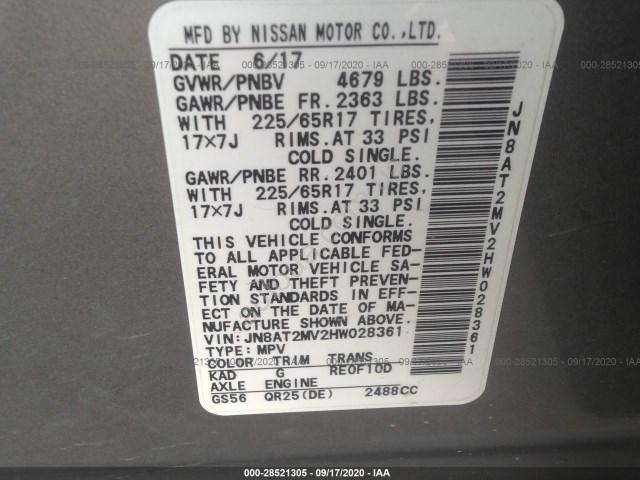 MFD BY NISSAN MOTOR CO.,LTD.
DATE 6/17
GVWR/PNBV 4679 LBS.
GAWR/PNBE FR.2363 LBS.
WITH 225/65R17 TIRES,
17×7J RIMS.AT 33 PSI
COLD SINGLE.
GAWR/PNBE RR.2401 LBS.
WITH 225/65R17 TIRES,
17×7J RIMS.AT 33 PSI
COLD SINGLE.
THIS VEHICLE CONFORMS
TO ALL APPLICABLE FED-
ERAL MOTOR VEHICLE SA-
FETY AND THEFT PREVEN-
TION STANDARDS IN EFF-
ECT ON THE DATE OF MA-
NUFACTURE SHOWN ABOVE.
VIN: JN8AT2MV2HW028361
TYPE: MPV
COLOR TRIM TRANS
KAD G RE0F10D
AXLE ENGINE
GS56 QR25(DE) 2488CC
JN8AT2MV2HW028361
000-28521305 - 09/17/2020 - IAA